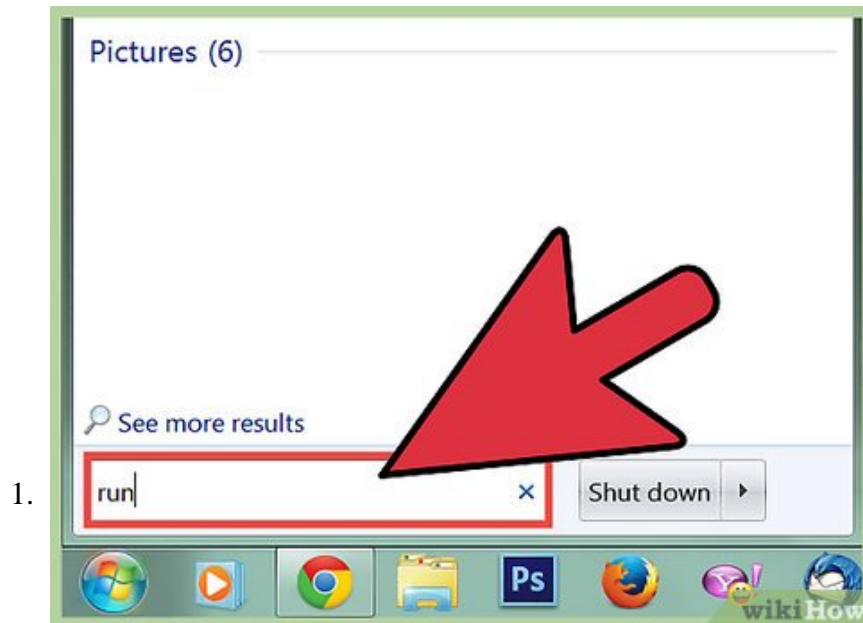 Pictures (6)
See more results
1.
run
Shut down
Ps
Y!
wikiHow